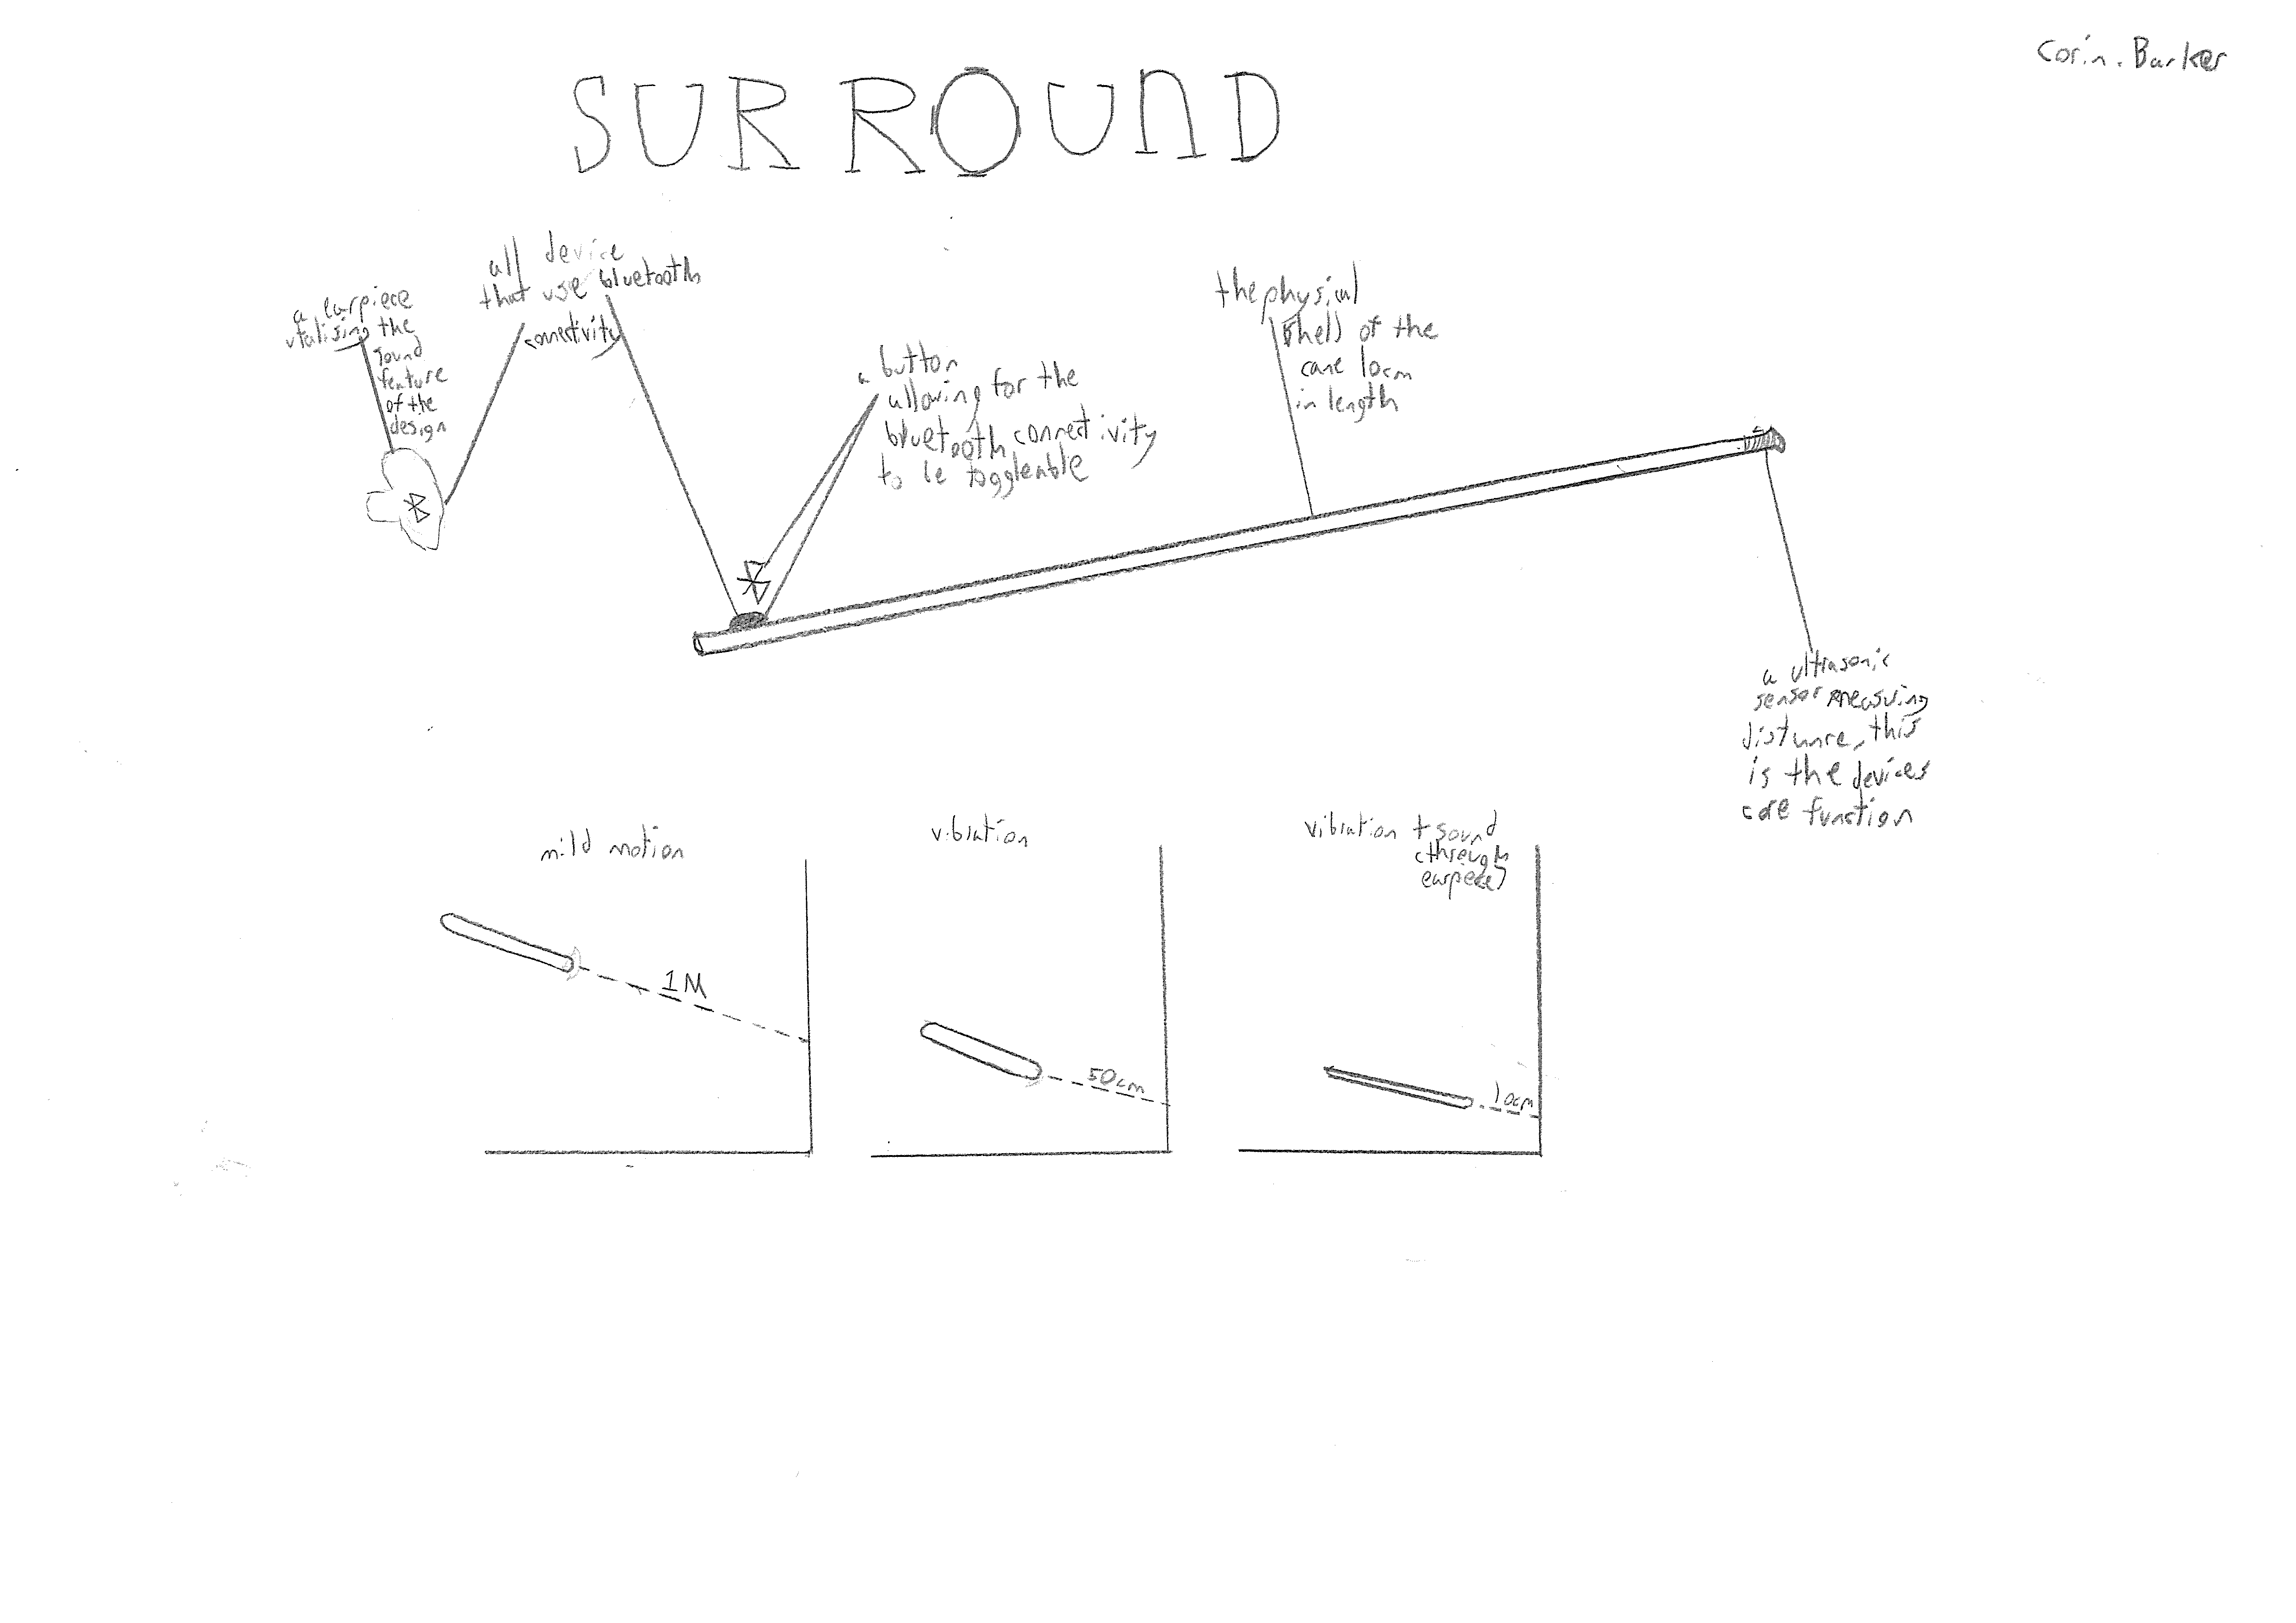 Corin. Barker
SURROUND
all device
that use bluetooth
connectivity
a earpiece
utalising the
sound
feature
of the
design
a button
allowing for the
bluetooth connectivity
to be toggleable
the physical
shell of the
cane 10cm
in length
a ultrasonic
sensor measuring
distance, this
is the devices
core function
mild motion
1M
vibration
50cm
vibration + sound
(through
earpiece)
10cm